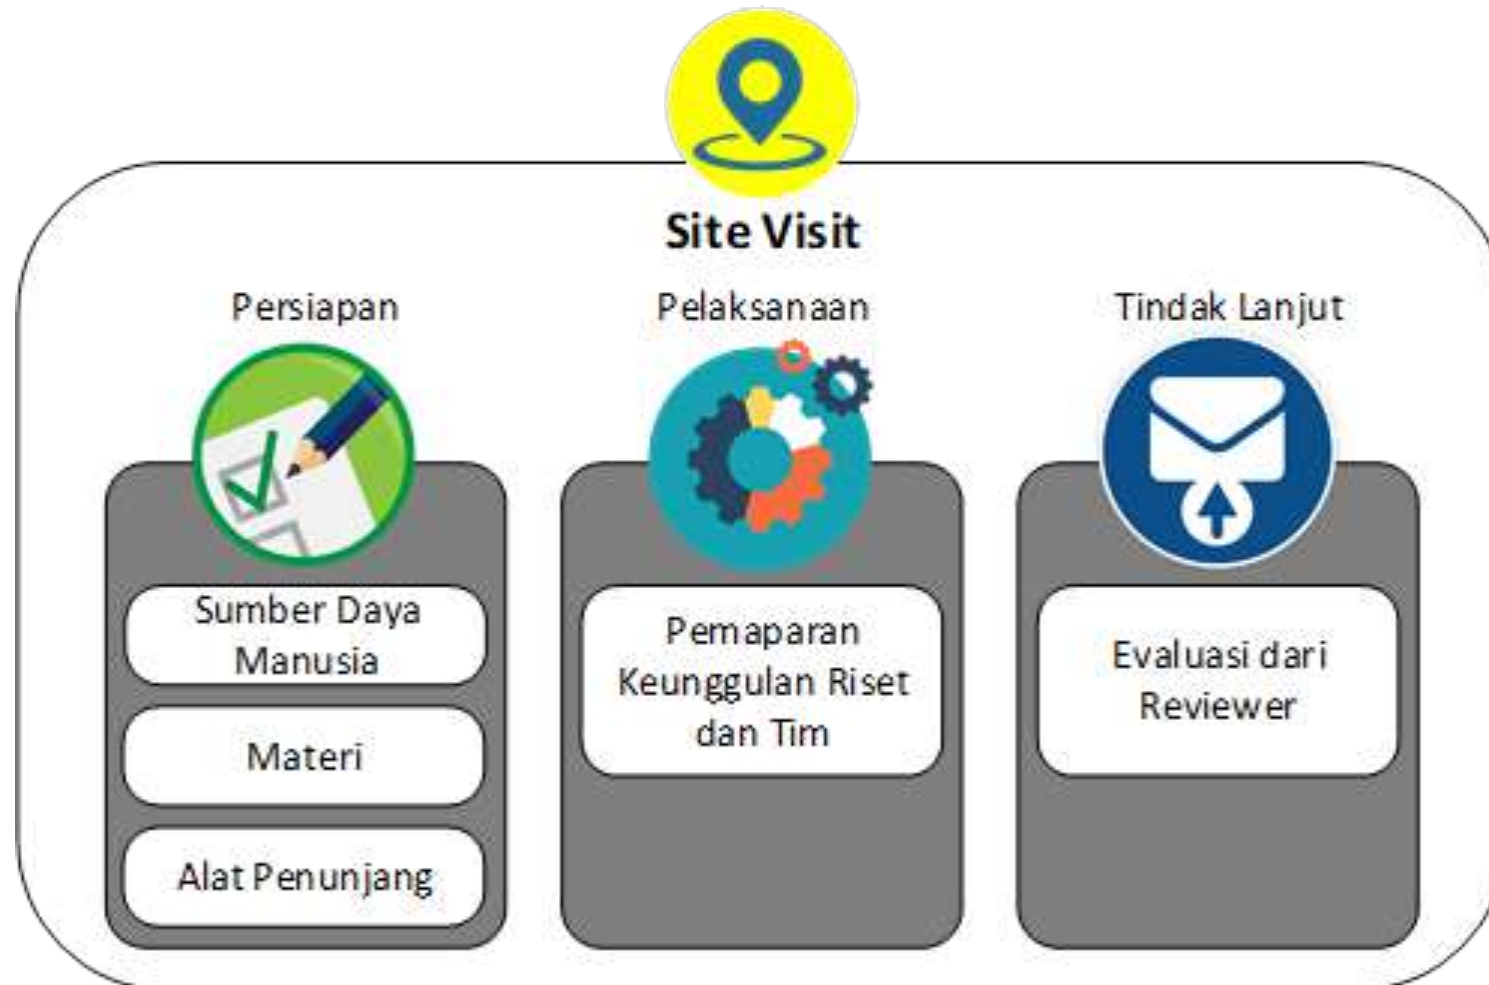 Site Visit
Persiapan
Sumber Daya
Manusia
Materi
Alat Penunjang
Pelaksanaan
Pemaparan
Keunggulan Riset
dan Tim
Tindak Lanjut
Evaluasi dari
Reviewer